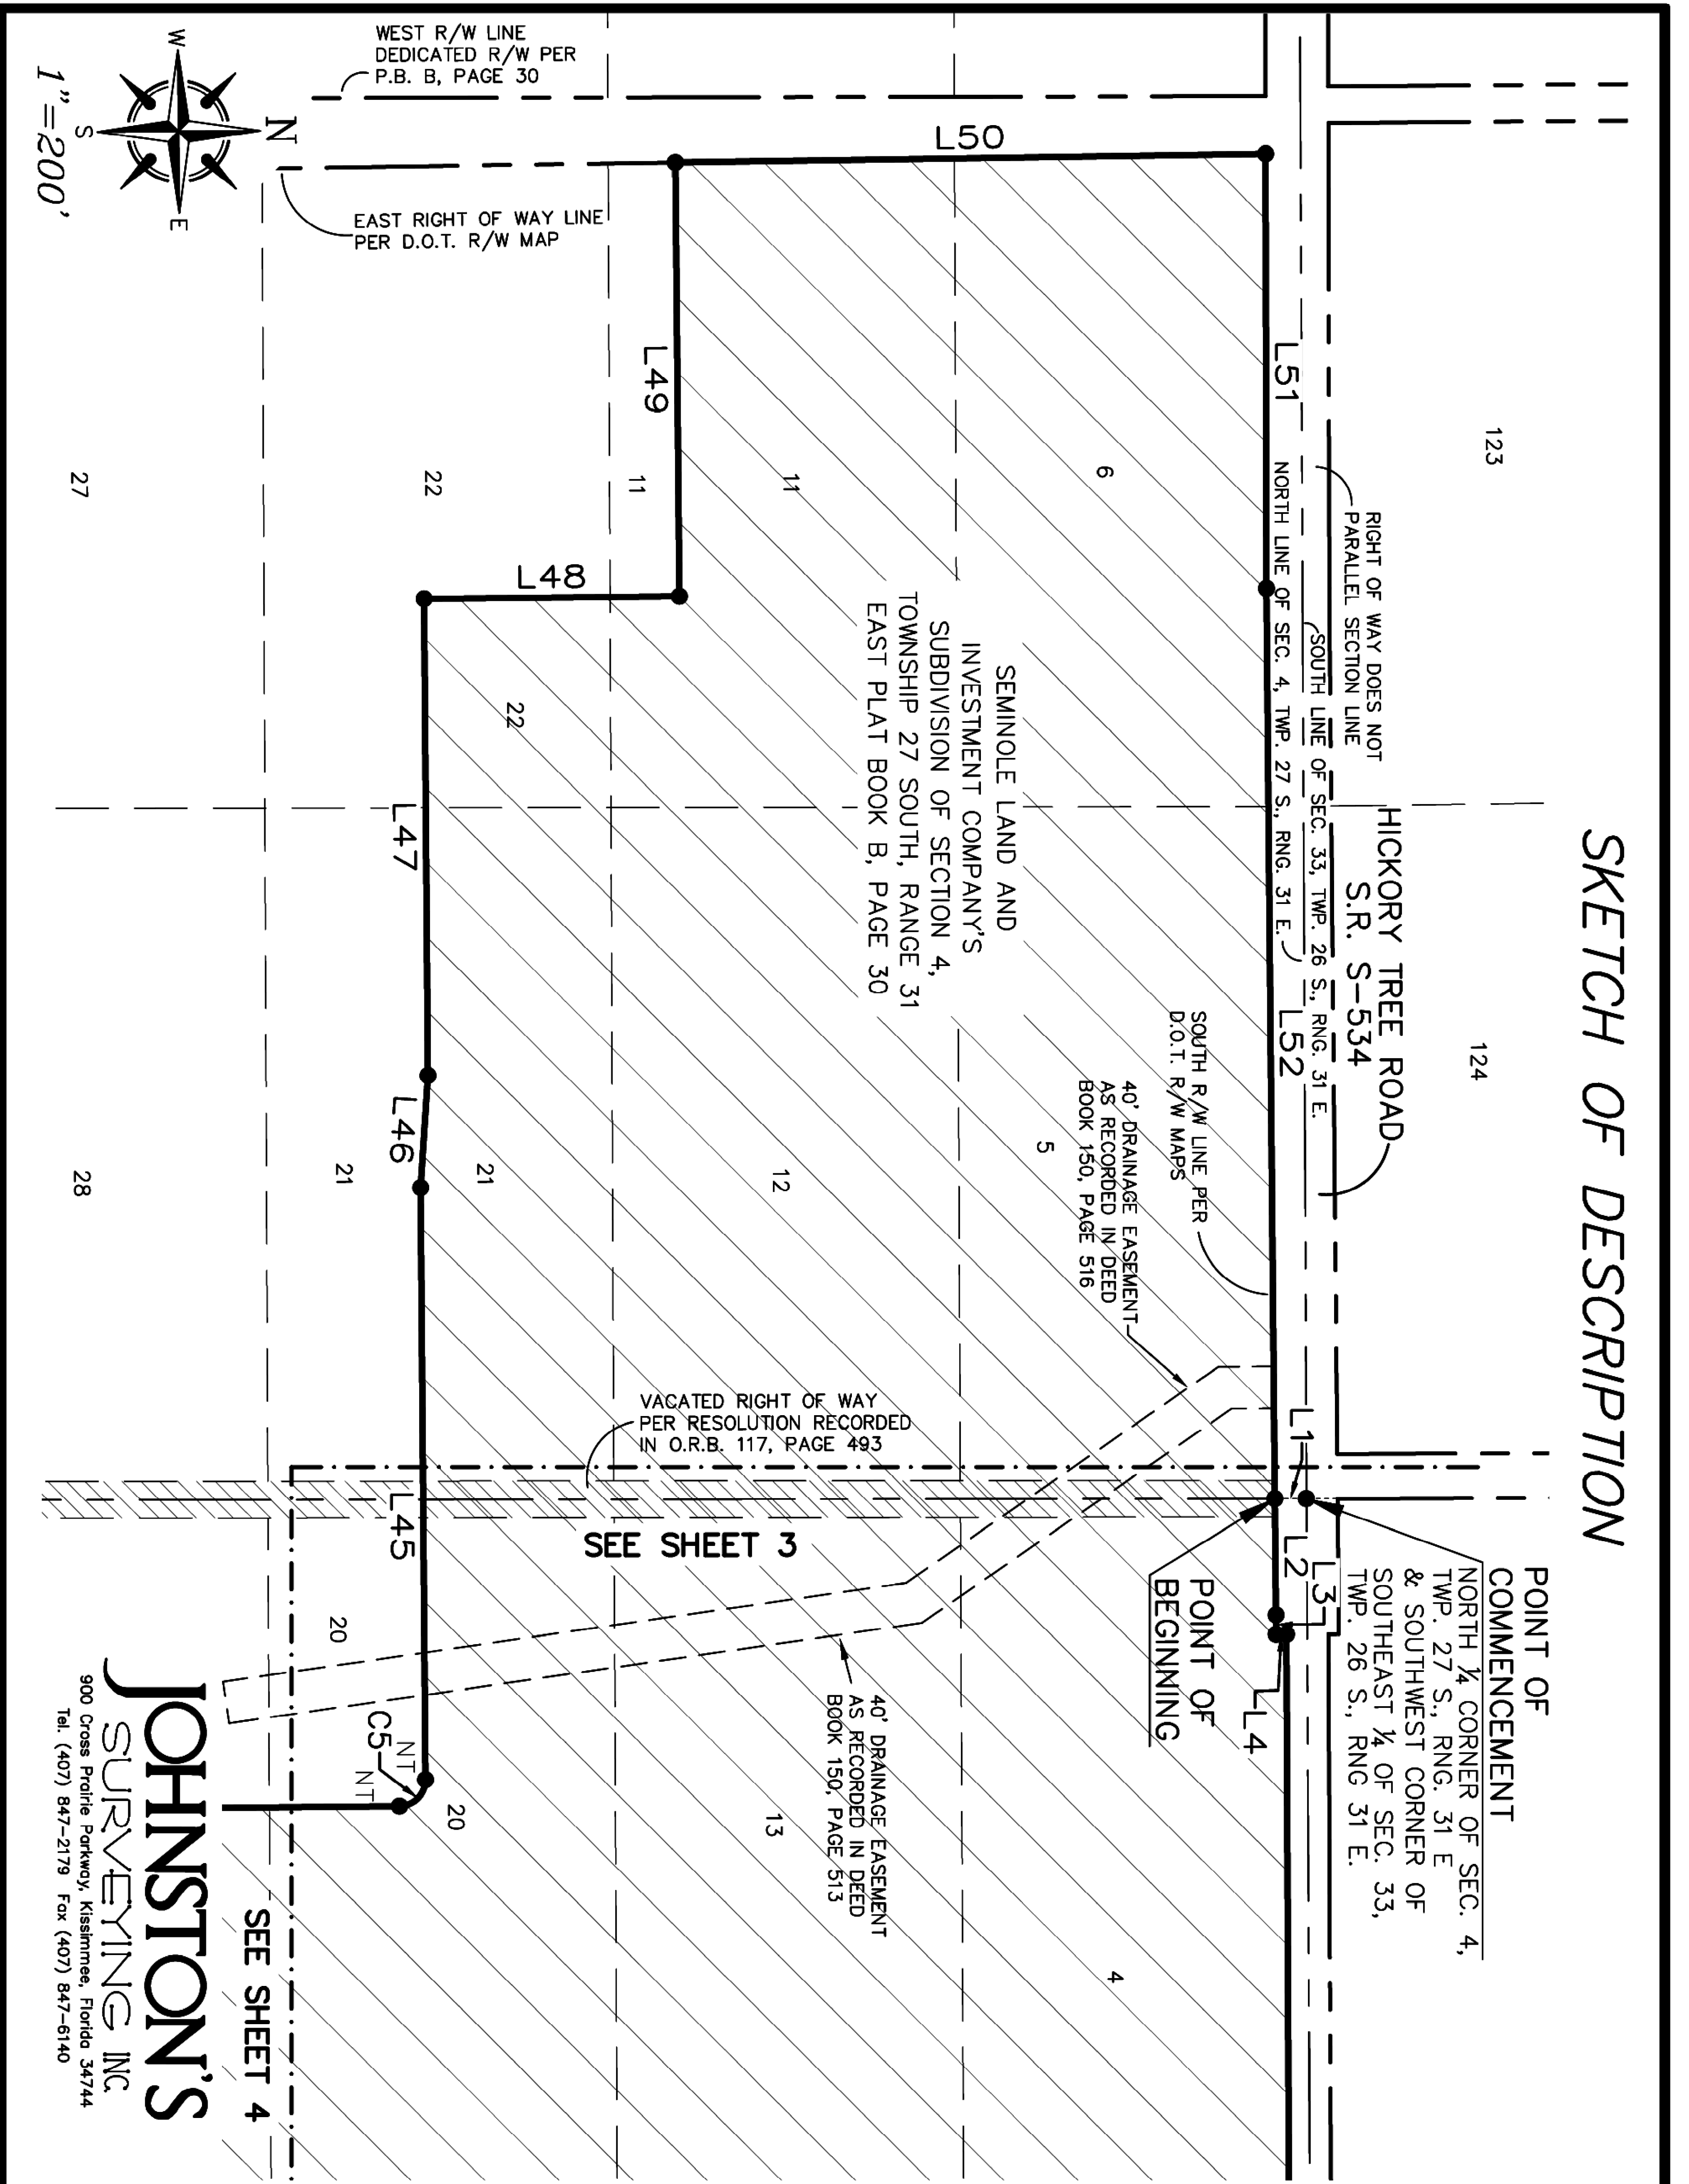 SKETCH OF DESCRIPTION
WEST R/W LINE
DEDICATED R/W PER
P.B. B, PAGE 30
EAST RIGHT OF WAY LINE
PER D.O.T. R/W MAP
N
W
E
S
1"=200'
123
124
RIGHT OF WAY DOES NOT
PARALLEL SECTION LINE
HICKORY TREE ROAD
S.R. S-534
SOUTH LINE OF SEC. 33, TWP. 26 S., RNG. 31 E.
NORTH LINE OF SEC. 4, TWP. 27 S., RNG. 31 E.
L50
L51
L52
L1
L2
L3
L4
POINT OF
COMMENCEMENT
NORTH ¼ CORNER OF SEC. 4,
TWP. 27 S., RNG. 31 E
& SOUTHWEST CORNER OF
SOUTHEAST ¼ OF SEC. 33,
TWP. 26 S., RNG 31 E.
POINT OF
BEGINNING
SOUTH R/W LINE PER
D.O.T. R/W MAPS
40' DRAINAGE EASEMENT
AS RECORDED IN DEED
BOOK 150, PAGE 516
6
5
4
SEMINOLE LAND AND
INVESTMENT COMPANY'S
SUBDIVISION OF SECTION 4,
TOWNSHIP 27 SOUTH, RANGE 31
EAST PLAT BOOK B, PAGE 30
40' DRAINAGE EASEMENT
AS RECORDED IN DEED
BOOK 150, PAGE 513
11
12
13
L49
11
L48
VACATED RIGHT OF WAY
PER RESOLUTION RECORDED
IN O.R.B. 117, PAGE 493
SEE SHEET 3
22
22
21
21
20
20
L47
L46
L45
C5
NT
NT
27
28
SEE SHEET 4
JOHNSTON'S
SURVEYING INC.
900 Cross Prairie Parkway, Kissimmee, Florida 34744
Tel. (407) 847-2179 Fax (407) 847-6140